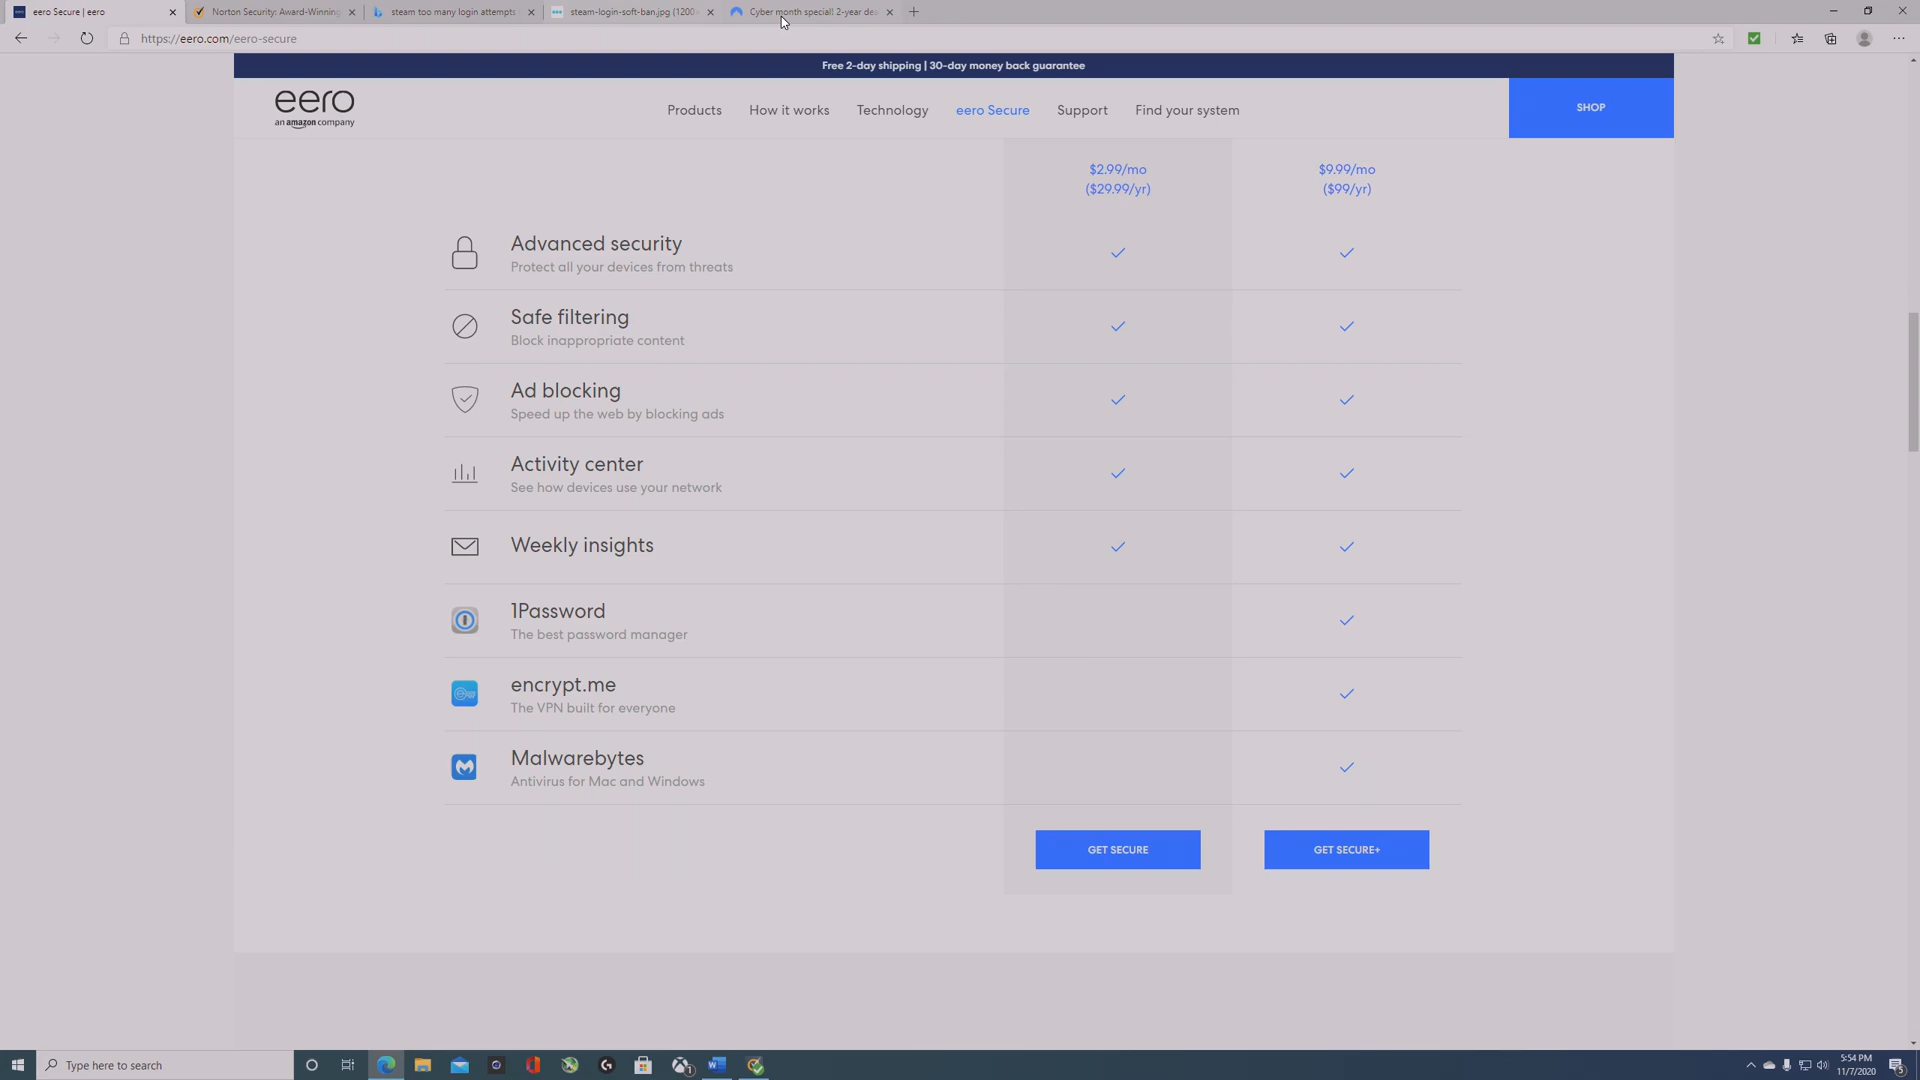 eero Secure | eero
Norton Security: Award-Winning
steam too many login attempts
steam-login-soft-ban.jpg (1200
Cyber month special! 2-year dea
https://eero.com/eero-secure
Free 2-day shipping | 30-day money back guarantee
eero
an amazon company
Products
How it works
Technology
eero Secure
Support
Find your system
SHOP
$2.99/mo
($29.99/yr)
$9.99/mo
($99/yr)
Advanced security
Protect all your devices from threats
Safe filtering
Block inappropriate content
Ad blocking
Speed up the web by blocking ads
Activity center
See how devices use your network
Weekly insights
1Password
The best password manager
encrypt.me
The VPN built for everyone
Malwarebytes
Antivirus for Mac and Windows
GET SECURE
GET SECURE+
Type here to search
5:54 PM
11/7/2020